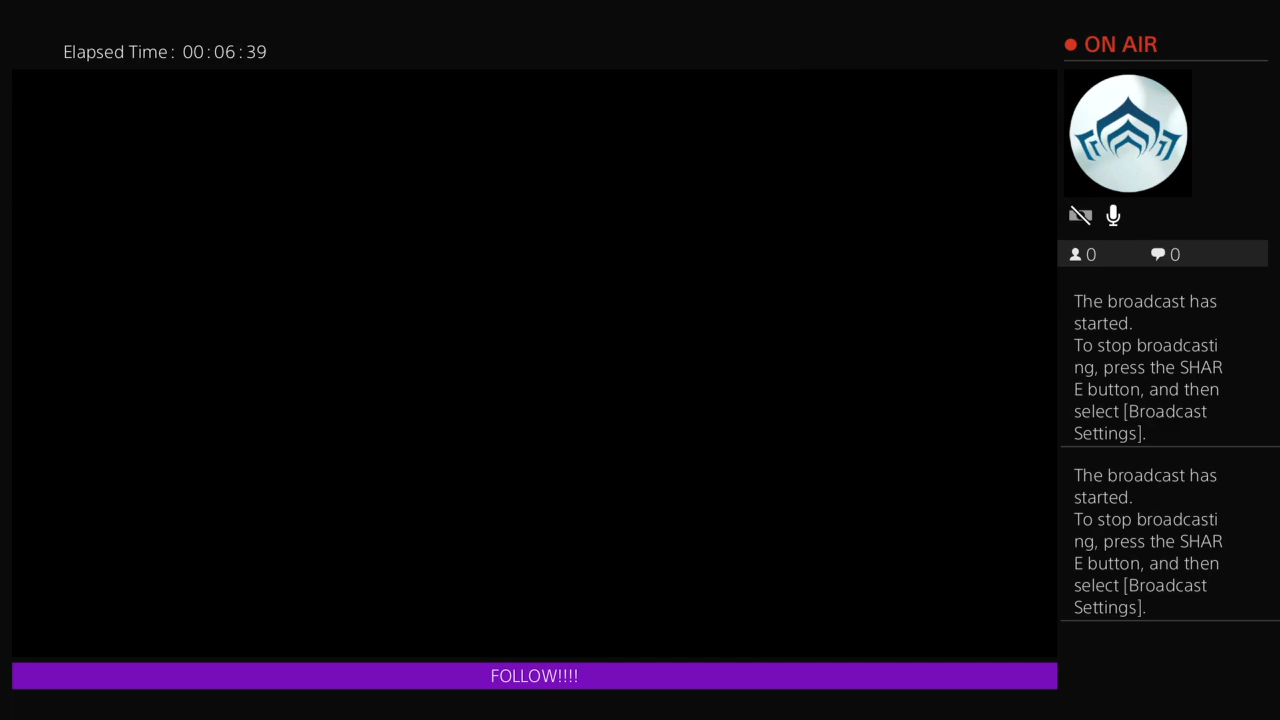 Elapsed Time: 00:06:39
ON AIR
0 0
The broadcast has
started.
To stop broadcasti
ng, press the SHAR
E button, and then
select [Broadcast
Settings].
The broadcast has
started.
To stop broadcasti
ng, press the SHAR
E button, and then
select [Broadcast
Settings].
FOLLOW!!!!